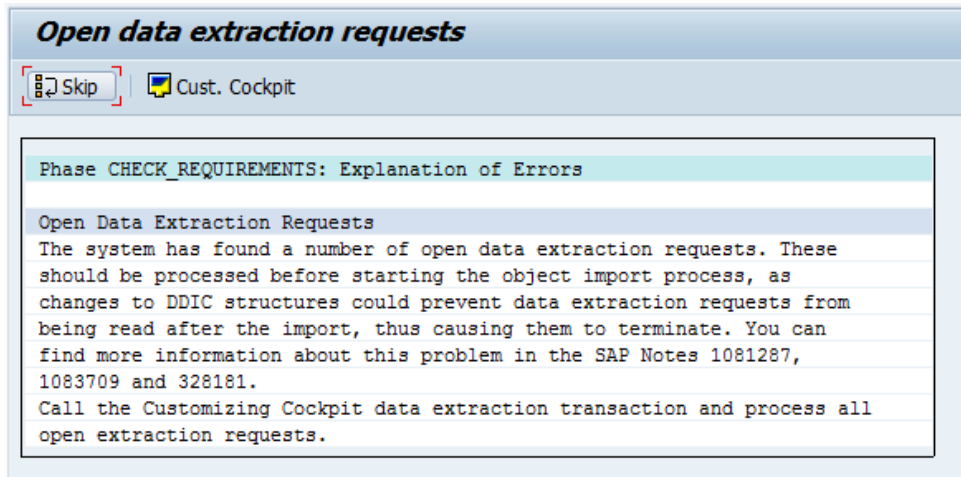 Open data extraction requests
Skip
Cust. Cockpit
Phase CHECK_REQUIREMENTS: Explanation of Errors
Open Data Extraction Requests
The system has found a number of open data extraction requests. These
should be processed before starting the object import process, as
changes to DDIC structures could prevent data extraction requests from
being read after the import, thus causing them to terminate. You can
find more information about this problem in the SAP Notes 1081287,
1083709 and 328181.
Call the Customizing Cockpit data extraction transaction and process all
open extraction requests.